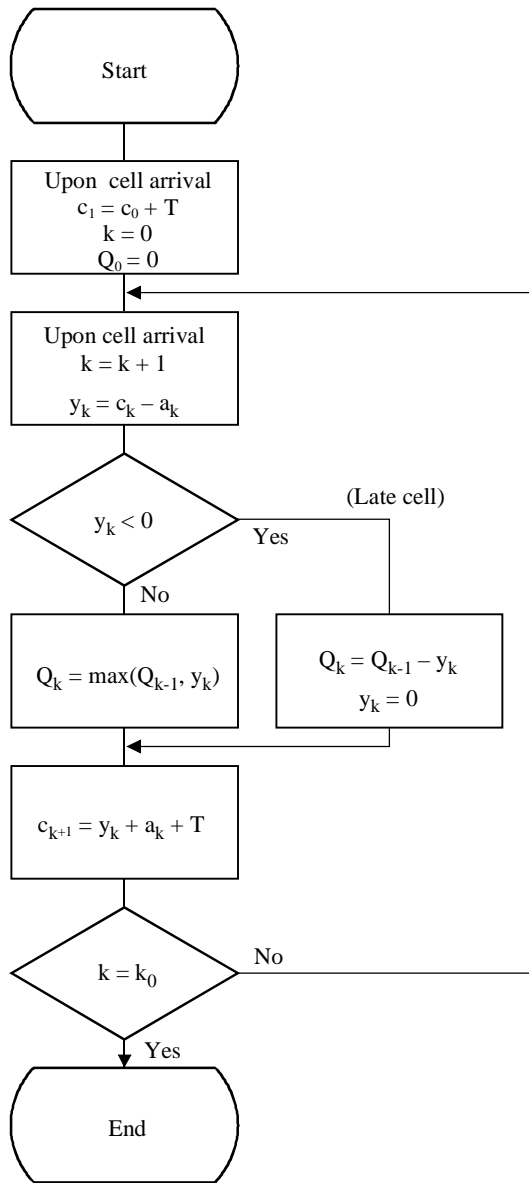 Start
Upon cell arrival
c₁ = c₀ + T
k = 0
Q₀ = 0
Upon cell arrival
k = k + 1
yₖ = cₖ – aₖ
yₖ < 0
(Late cell)
Yes
No
Qₖ = max(Qₖ₋₁, yₖ)
Qₖ = Qₖ₋₁ – yₖ
yₖ = 0
cₖ₊₁ = yₖ + aₖ + T
k = k₀
No
Yes
End